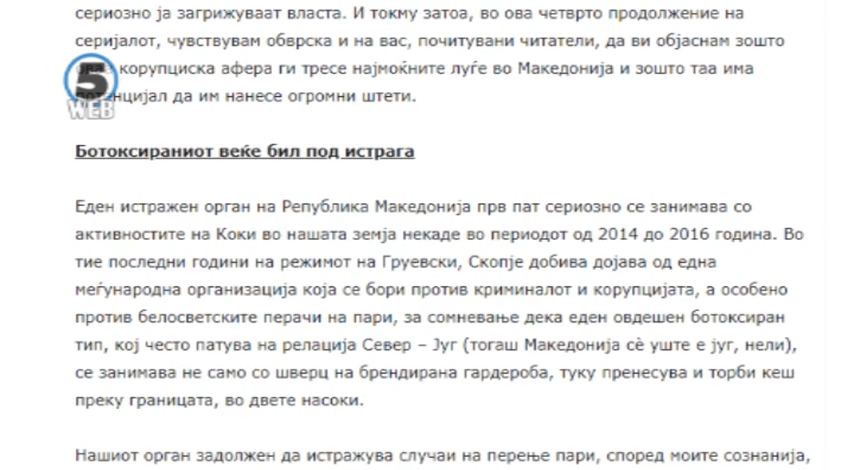 сериозно ја загрижуваат власта. И токму затоа, во ова четврто продолжение на
серијалот, чувствувам обврска и на вас, почитувани читатели, да ви објаснам зошто
корупциска афера ги тресе најмоќните луѓе во Македонија и зошто таа има
да им нанесе огромни штети.
5
WEB
Ботоксираниот веќе бил под истрага
Еден истражен орган на Република Македонија прв пат сериозно се занимава со
активностите на Коки во нашата земја некаде во периодот од 2014 до 2016 година. Во
тие последни години на режимот на Груевски, Скопје добива дојава од една
меѓународна организација која се бори против криминалот и корупцијата, а особено
против белосветските перачи на пари, за сомневање дека еден овдешен ботоксиран
тип, кој често патува на релација Север – Југ (тогаш Македонија сѐ уште е југ, нели),
се занимава не само со шверц на брендирана гардероба, туку пренесува и торби кеш
преку границата, во двете насоки.
Нашиот орган задолжен да истражува случаи на перење пари, според моите сознанија,